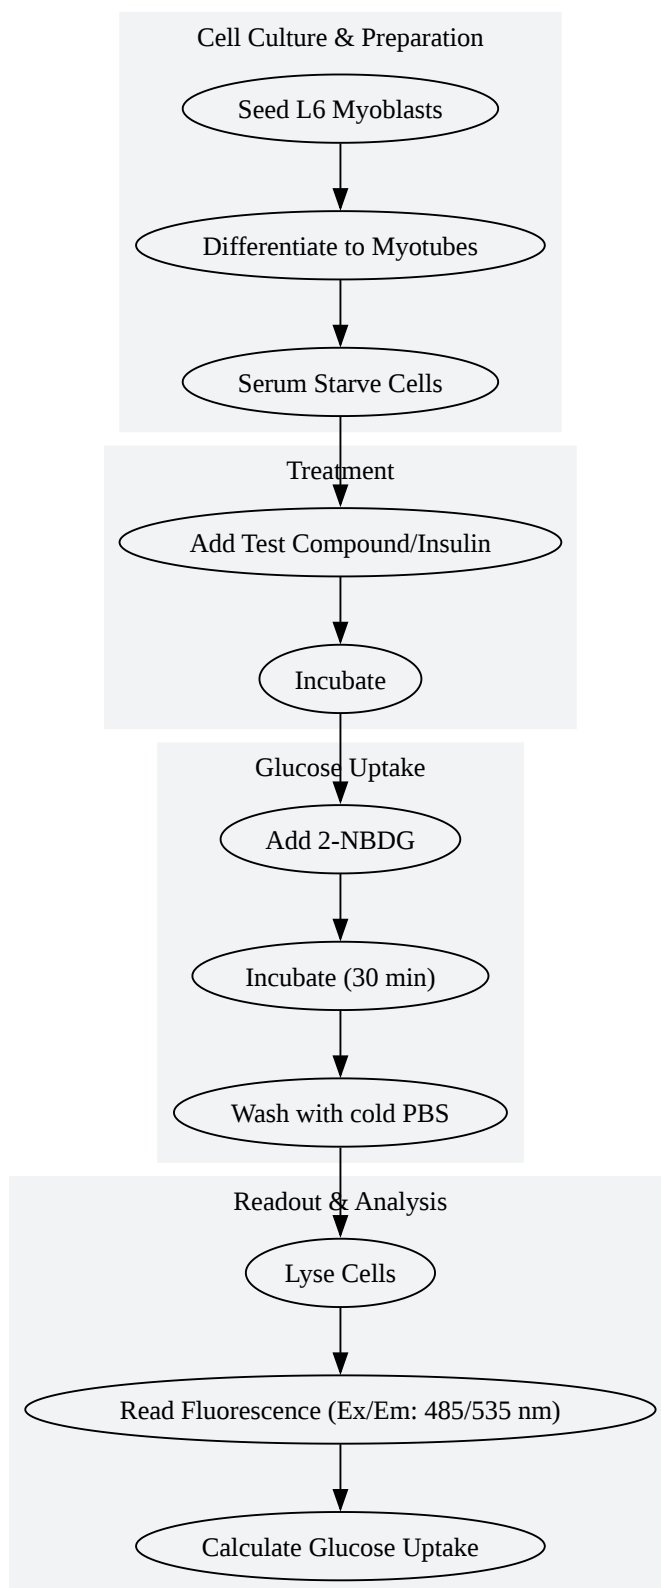 Cell Culture & Preparation
Seed L6 Myoblasts
Differentiate to Myotubes
Serum Starve Cells
Treatment
Add Test Compound/Insulin
Incubate
Glucose Uptake
Add 2-NBDG
Incubate (30 min)
Wash with cold PBS
Readout & Analysis
Lyse Cells
Read Fluorescence (Ex/Em: 485/535 nm)
Calculate Glucose Uptake